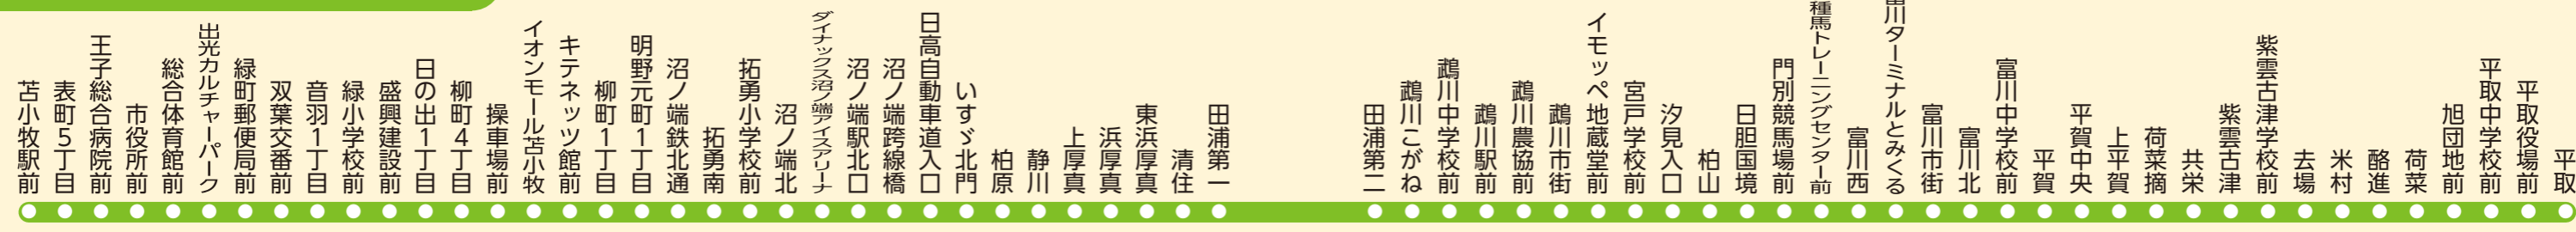 苫小牧駅前
表町5丁目
王子総合病院前
市役所前
総合体育館前
出光カルチャーパーク
緑町郵便局前
双葉交番前
音羽1丁目
緑小学校前
盛興建設前
日の出1丁目
柳町4丁目
操車場前
イオンモール苫小牧
キテネッツ館前
柳町1丁目
明野元町1丁目
沼ノ端鉄北通
拓勇南
拓勇小学校前
沼ノ端北
ダイナックス沼ノ端アイスアリーナ
沼ノ端駅北口
沼ノ端跨線橋
日高自動車道入口
いすゞ北門
柏原
静川
上厚真
浜厚真
東浜厚真
清住
田浦第一
田浦第二
鵡川こがね
鵡川中学校前
鵡川駅前
鵡川農協前
鵡川市街
イモッペ地蔵堂前
宮戸学校前
汐見入口
柏山
日胆国境
門別競馬場前
種馬トレーニングセンター前
富川西
川ターミナルとみくる
富川市街
富川北
富川中学校前
平賀
平賀中央
上平賀
荷菜摘
共栄
紫雲古津
紫雲古津学校前
去場
米村
酪進
荷菜
旭団地前
平取中学校前
平取役場前
平取